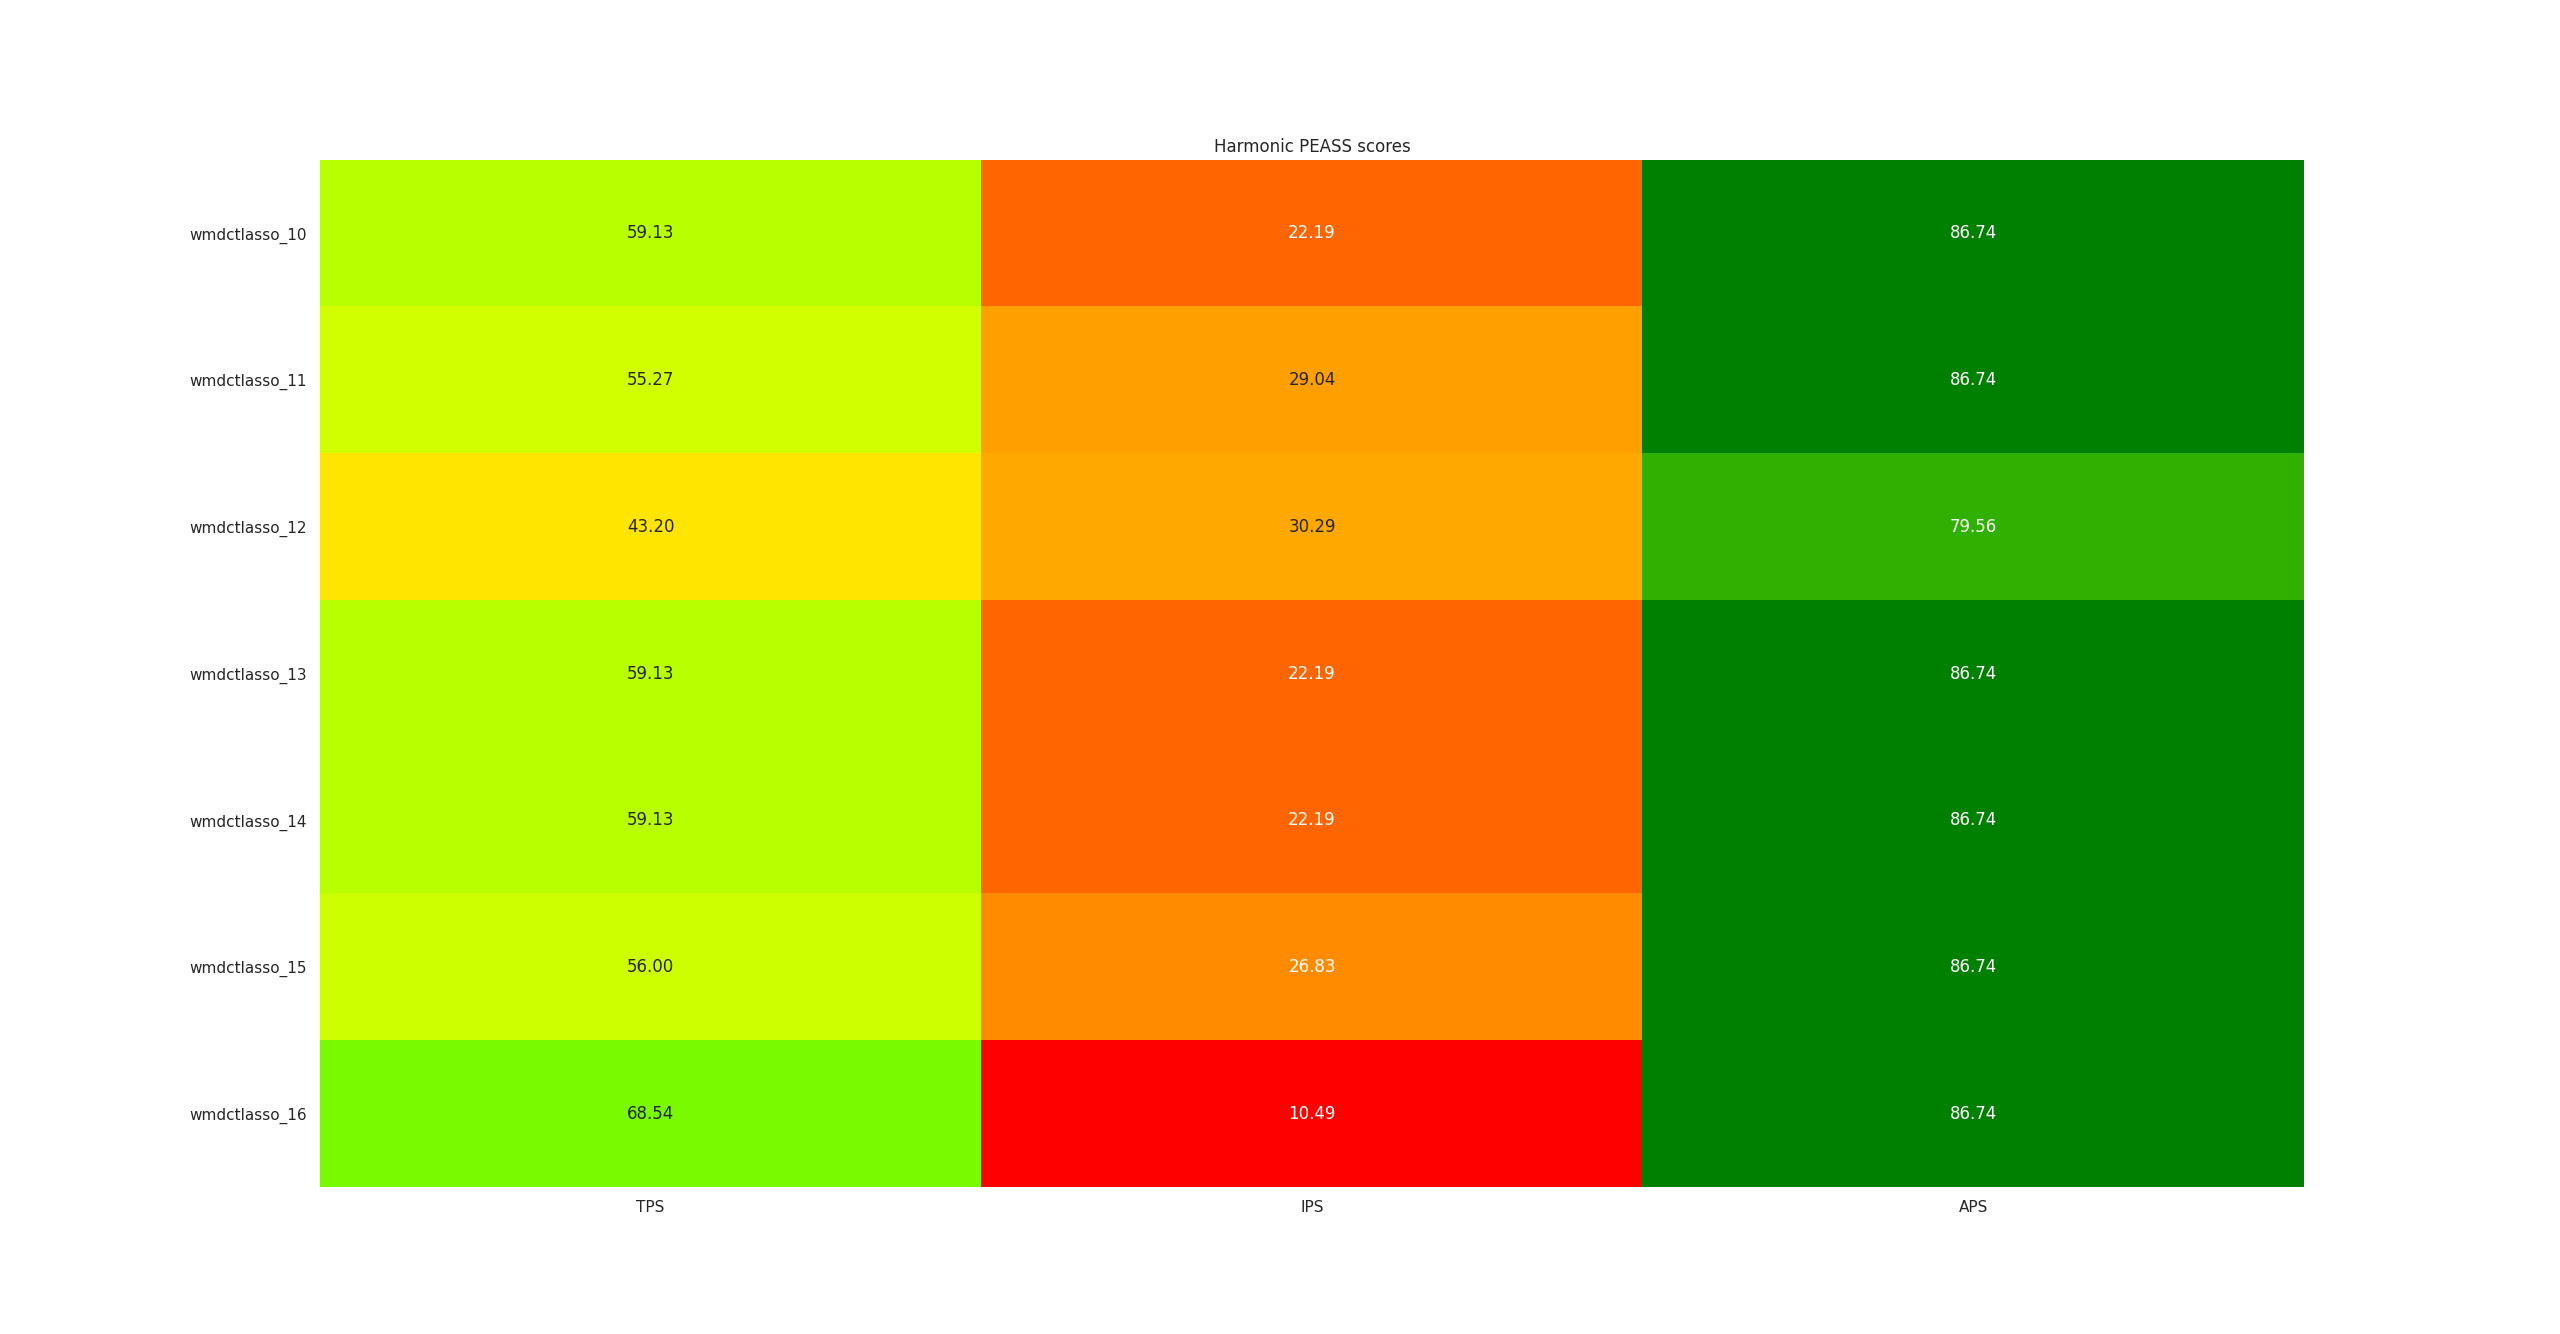 Harmonic PEASS scores
wmdctlasso_10 59.13 22.19 86.74
wmdctlasso_11 55.27 29.04 86.74
wmdctlasso_12 43.20 30.29 79.56
wmdctlasso_13 59.13 22.19 86.74
wmdctlasso_14 59.13 22.19 86.74
wmdctlasso_15 56.00 26.83 86.74
wmdctlasso_16 68.54 10.49 86.74
TPS IPS APS